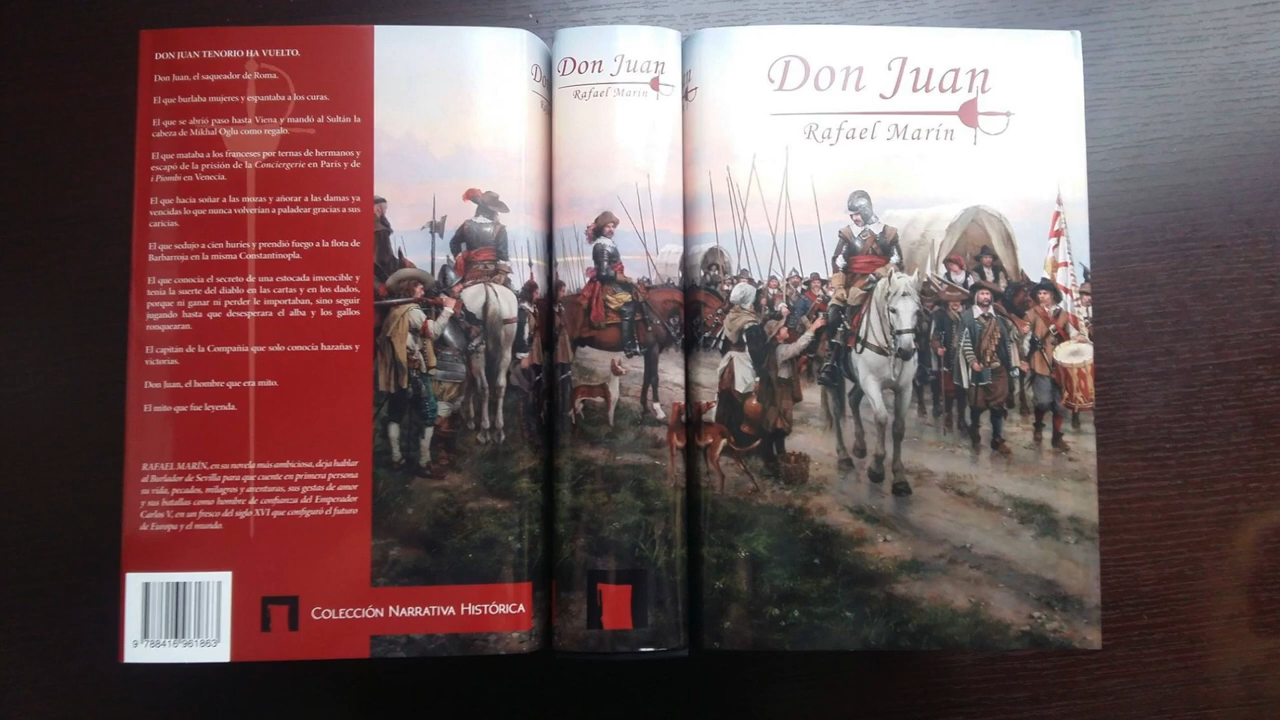 DON JUAN TENORIO HA VUELTO.
Don Juan, el saqueador de Roma.
El que burlaba mujeres y espantaba a los curas.
El que se abrió paso hasta Viena y mandó al Sultán la
cabeza de Mikhal Oglu como regalo.
El que mataba a los franceses por ternas de hermanos y
escapó de la prisión de la Conciergerie en París y de
i Piombi en Venecia.
El que hacía soñar a las mozas y añorar a las damas ya
vencidas lo que nunca volverían a paladear gracias a sus
caricias.
El que sedujo a cien huríes y prendió fuego a la flota de
Barbarroja en la misma Constantinopla.
El que conocía el secreto de una estocada invencible y
tenía la suerte del diablo en las cartas y en los dados,
porque ni ganar ni perder le importaban, sino seguir
jugando hasta que desesperara el alba y los gallos
ronquearan.
El capitán de la Compañía que solo conocía hazañas y
victorias.
Don Juan, el hombre que era mito.
El mito que fue leyenda.
RAFAEL MARÍN, en su novela más ambiciosa, deja hablar
al Burlador de Sevilla para que cuente en primera persona
su vida, pecados, milagros y aventuras, sus gestas de amor
y sus batallas como hombre de confianza del Emperador
Carlos V, en un fresco del siglo XVI que configuró el futuro
de Europa y el mundo.
9 788416 961863
COLECCIÓN NARRATIVA HISTÓRICA
Don Juan
Rafael Marín
Don Juan
Rafael Marín